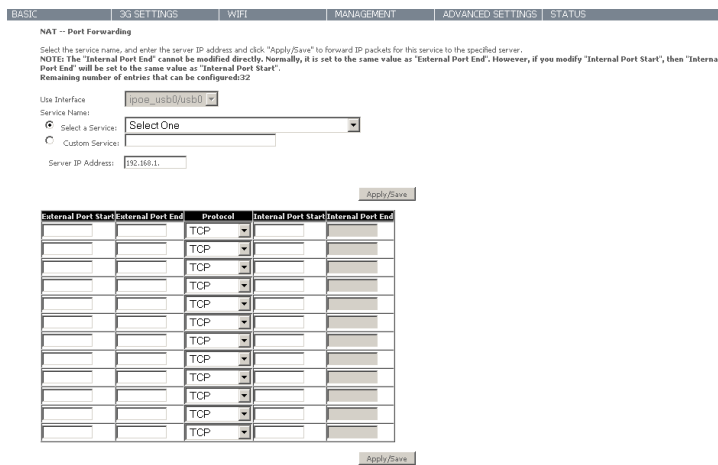 BASIC 3G SETTINGS WIFI MANAGEMENT ADVANCED SETTINGS STATUS
NAT -- Port Forwarding
Select the service name, and enter the server IP address and click "Apply/Save" to forward IP packets for this service to the specified server.
NOTE: The "Internal Port End" cannot be modified directly. Normally, it is set to the same value as "External Port End". However, if you modify "Internal Port Start", then "Interna
Port End" will be set to the same value as "Internal Port Start".
Remaining number of entries that can be configured:32
Use Interface ipoe_usb0/usb0
Service Name:
Select a Service: Select One
Custom Service:
Server IP Address: 192.168.1.
Apply/Save
External Port Start External Port End Protocol Internal Port Start Internal Port End
TCP
TCP
TCP
TCP
TCP
TCP
TCP
TCP
TCP
TCP
TCP
TCP
Apply/Save